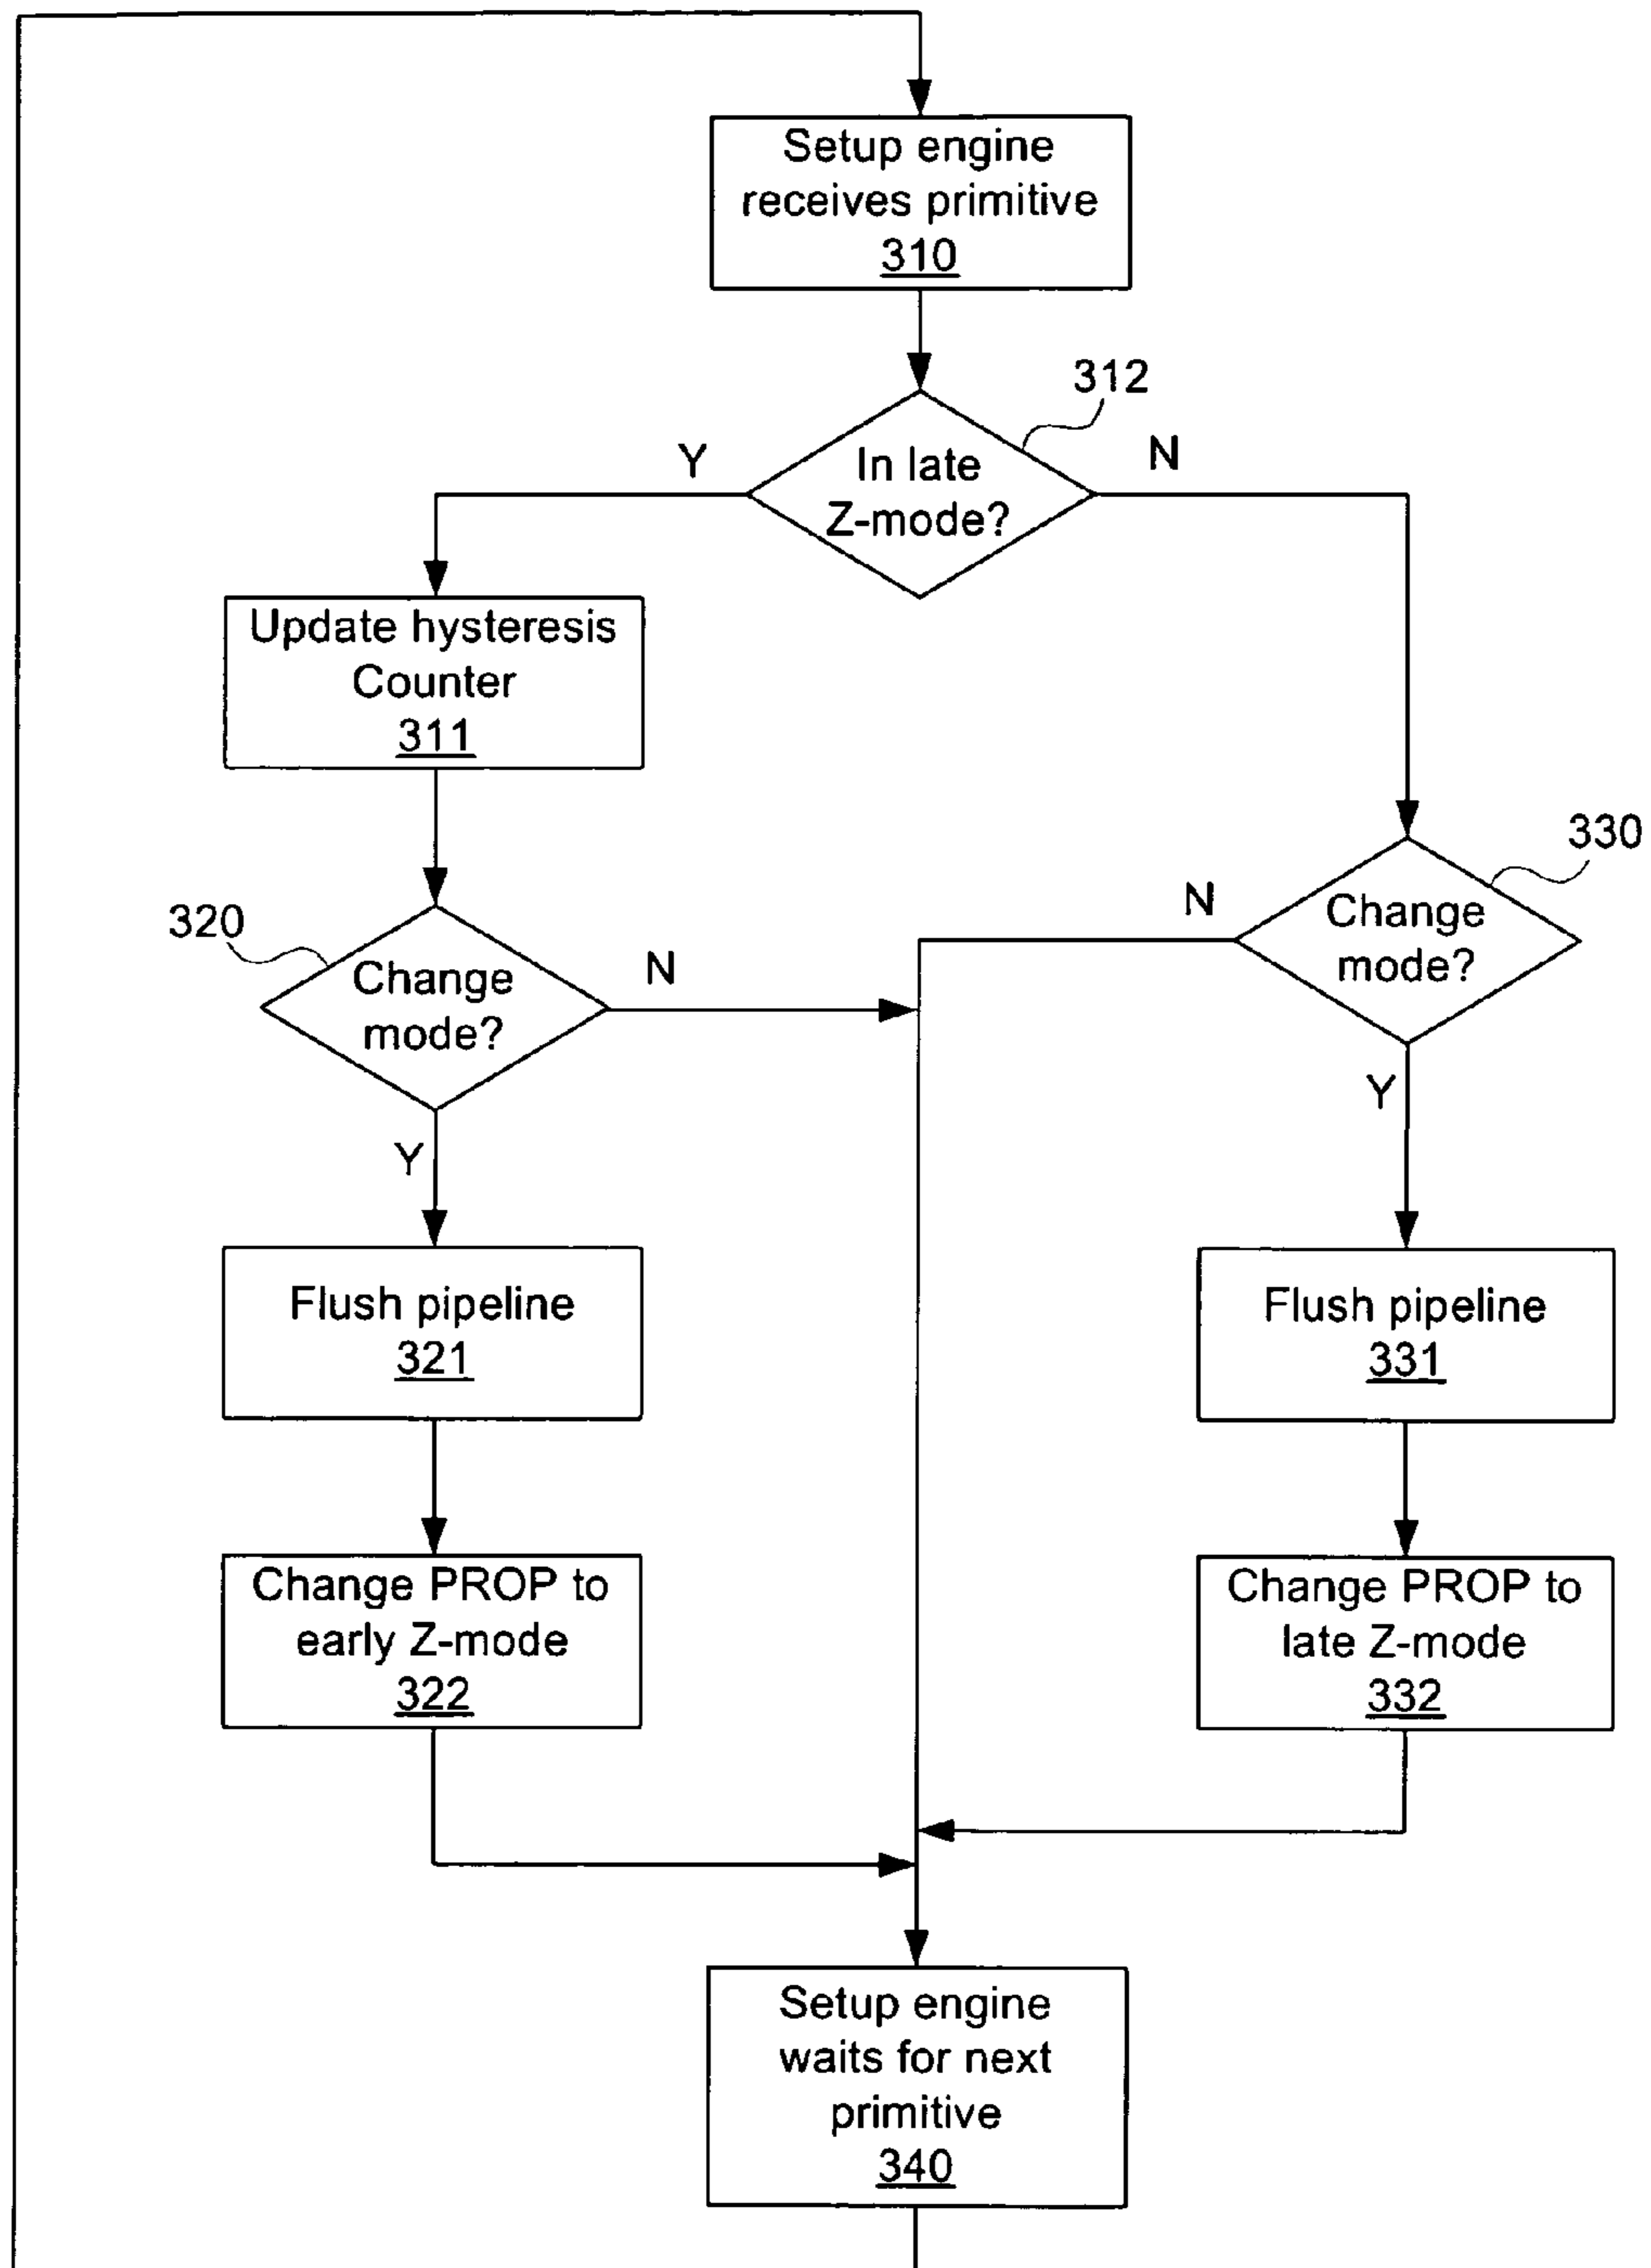 Setup engine
receives primitive
310
312
Y
N
In late
Z-mode?
Update hysteresis
Counter
311
330
N
Change
mode?
320
Change
mode?
N
Y
Y
Flush pipeline
321
Flush pipeline
331
Change PROP to
early Z-mode
322
Change PROP to
late Z-mode
332
Setup engine
waits for next
primitive
340